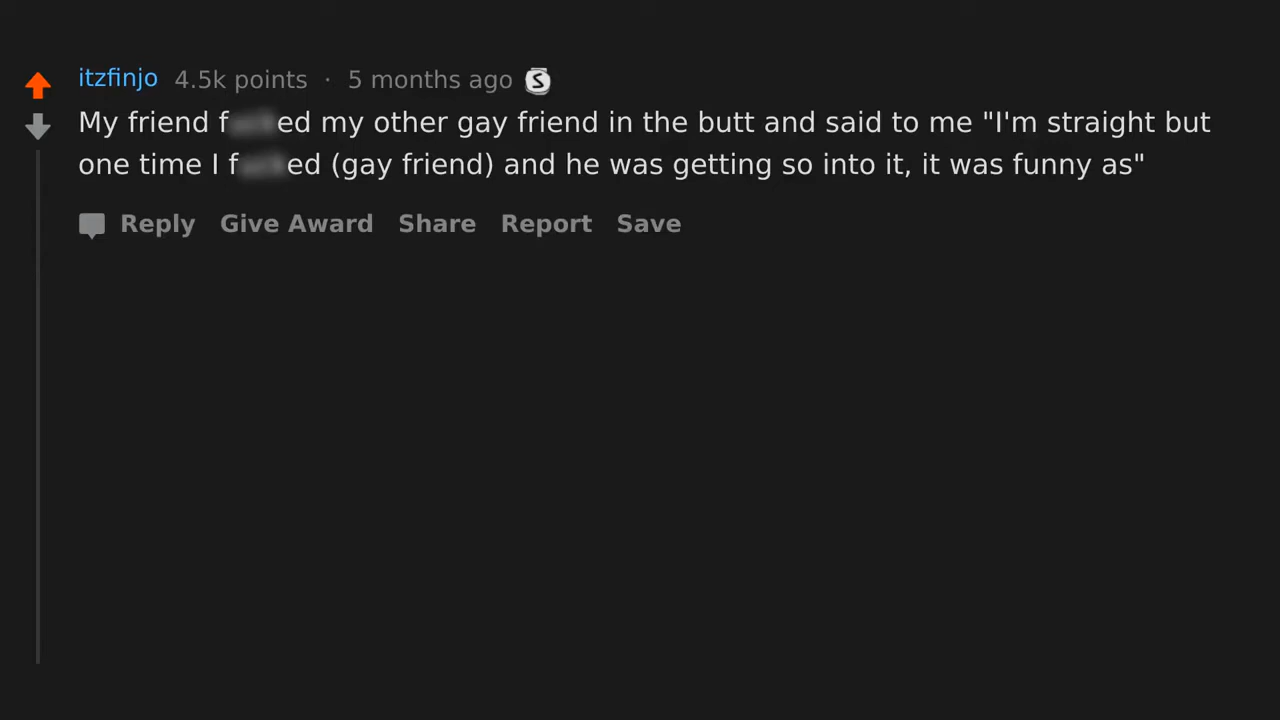 itzfinjo 4.5k points · 5 months ago S
My friend f ed my other gay friend in the butt and said to me "I'm straight but
one time I f ed (gay friend) and he was getting so into it, it was funny as"
Reply Give Award Share Report Save